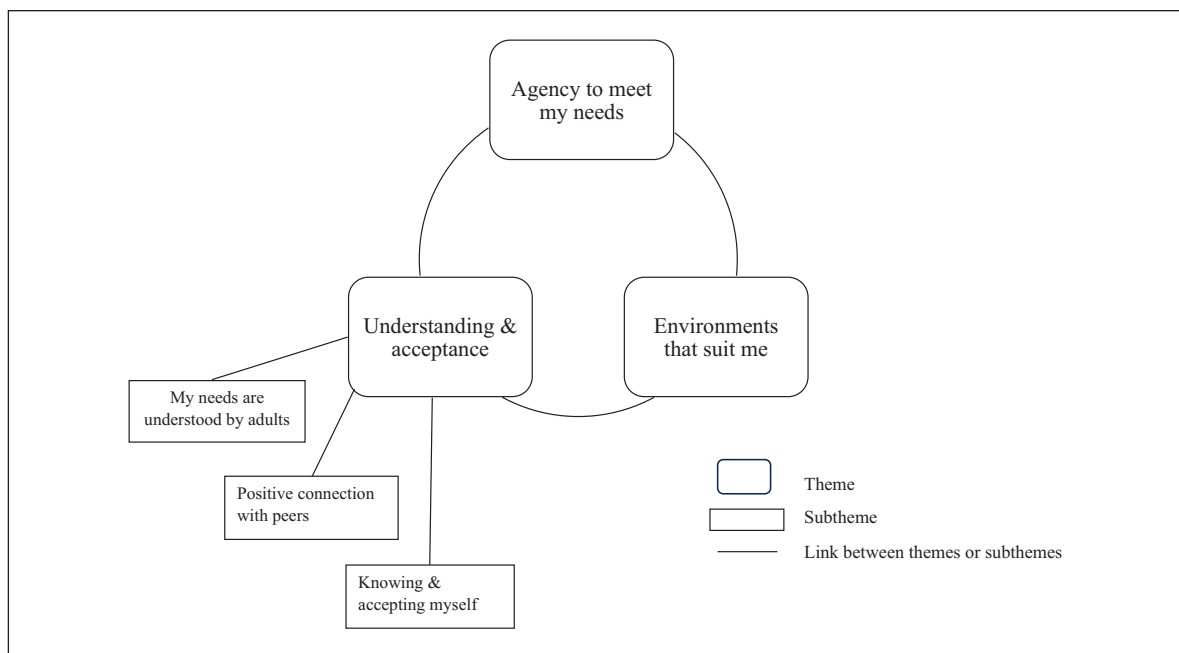 Agency to meet
my needs
Understanding &
acceptance
Environments
that suit me
My needs are
understood by adults
Positive connection
with peers
Knowing &
accepting myself
Theme
Subtheme
Link between themes or subthemes